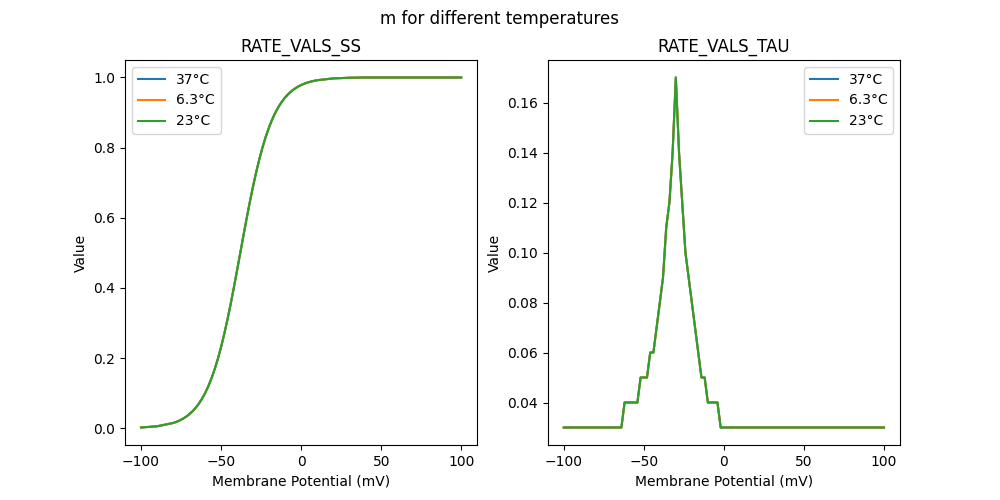 m for different temperatures
RATE_VALS_SS
Value
1.0
0.8
0.6
0.4
0.2
0.0
37°C
6.3°C
23°C
−100 −50 0 50 100
Membrane Potential (mV)
RATE_VALS_TAU
Value
0.16
0.14
0.12
0.10
0.08
0.06
0.04
37°C
6.3°C
23°C
−100 −50 0 50 100
Membrane Potential (mV)